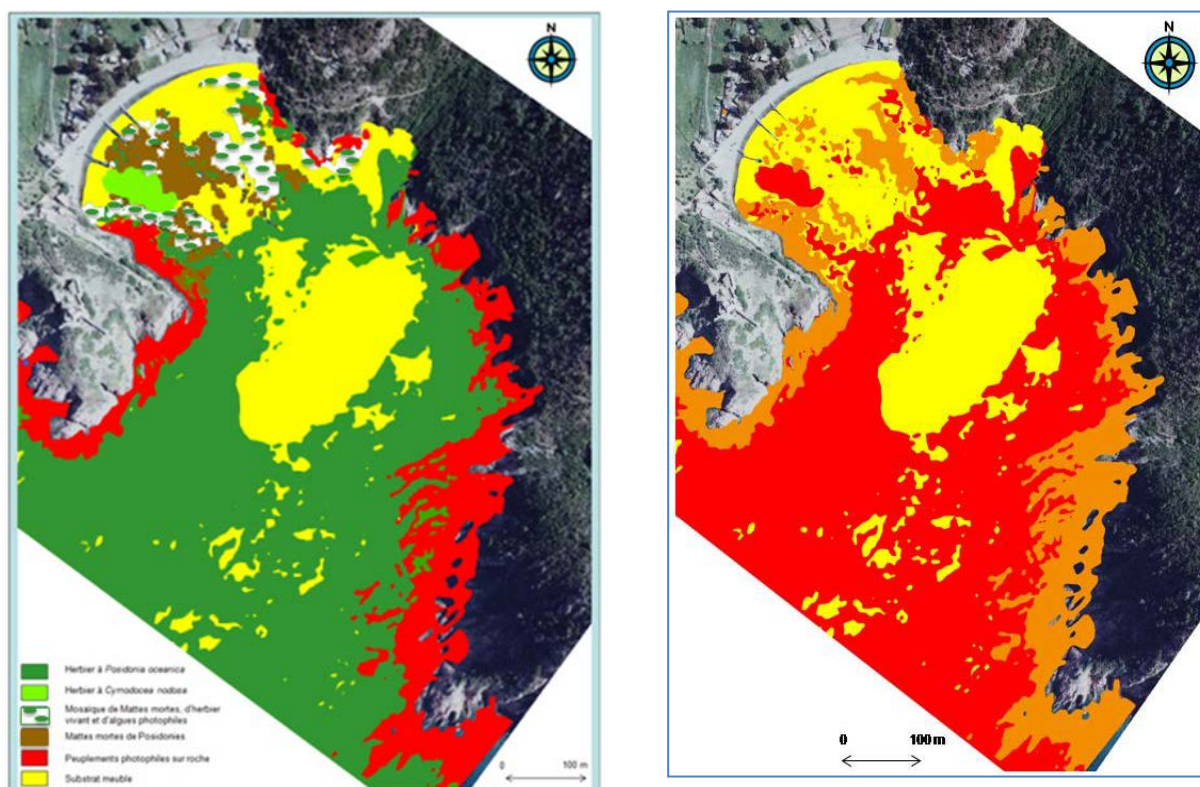 N
Herbier à Posidonia oceanica
Herbier à Cymodocea nodosa
Mosaïque de Mattes mortes, d'herbier
vivant et d'algues photophiles
Mattes mortes de Posidonies
Peuplements photophiles sur roche
Substrat meuble
0 100 m
N
0 100 m